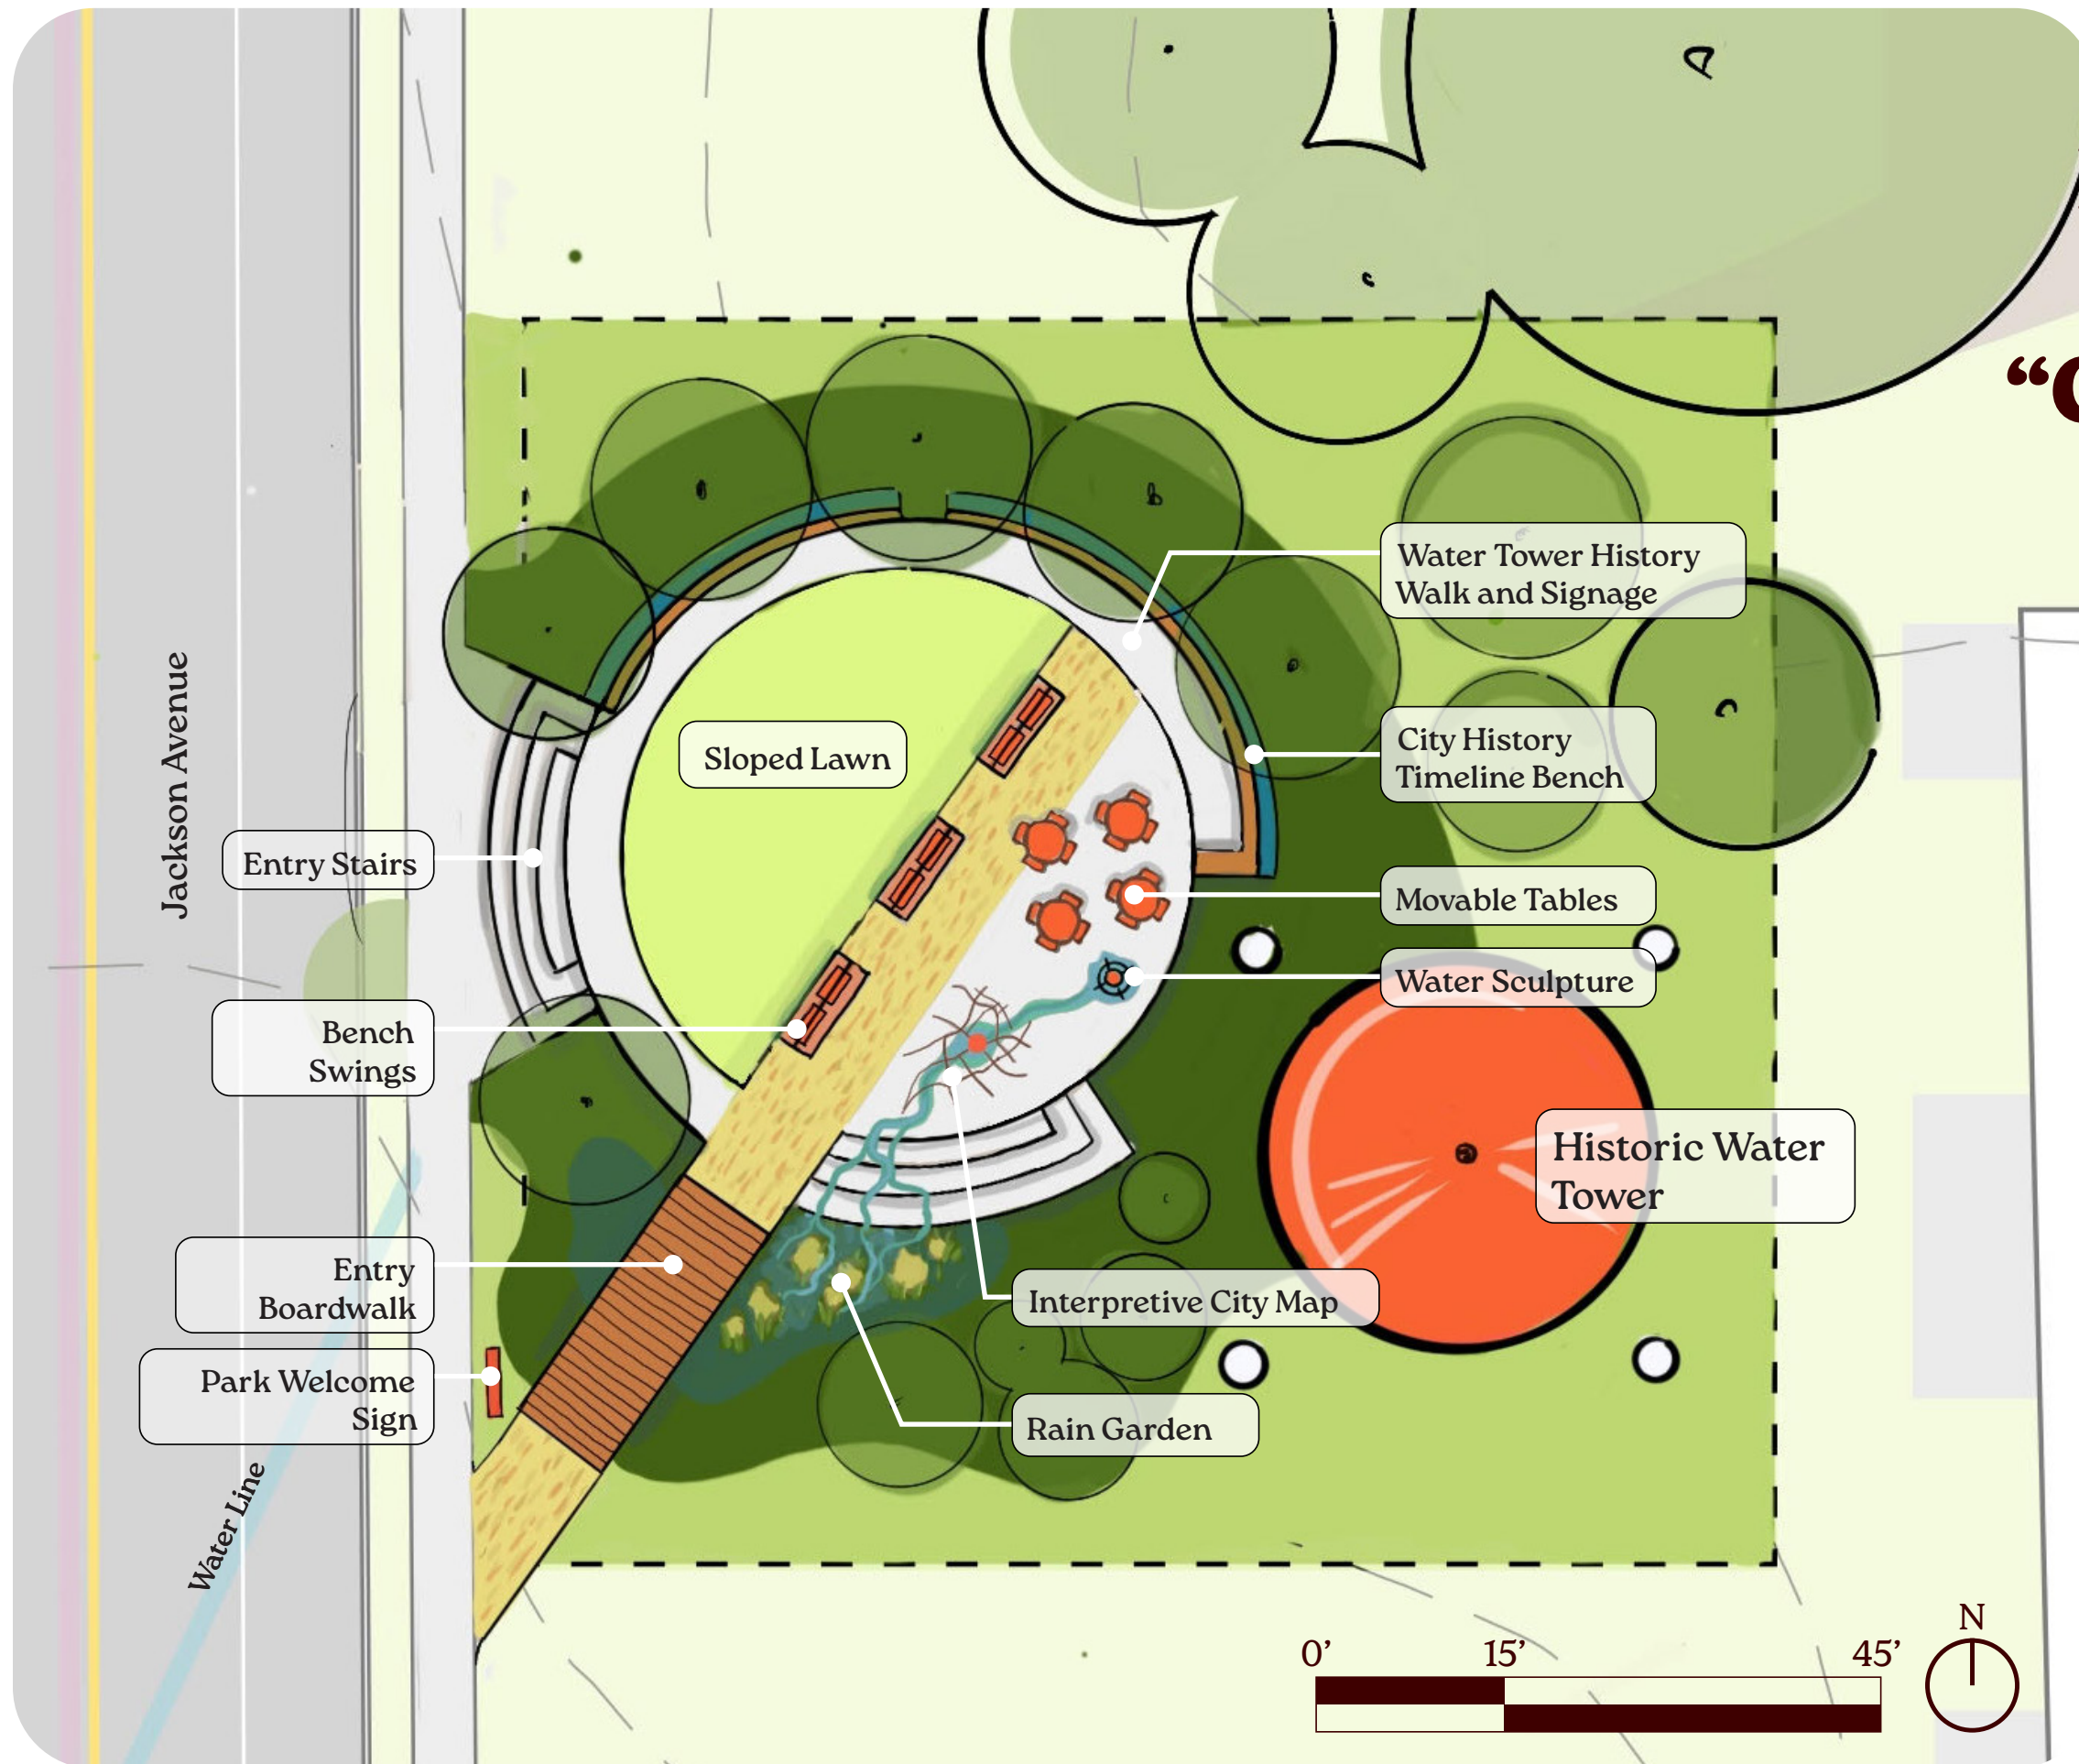 “
Water Tower History
Walk and Signage
City History
Timeline Bench
Sloped Lawn
Jackson Avenue
Entry Stairs
Movable Tables
Water Sculpture
Bench
Swings
Historic Water
Tower
Entry
Boardwalk
Interpretive City Map
Park Welcome
Sign
Rain Garden
Water Line
N
0’
15’
45’